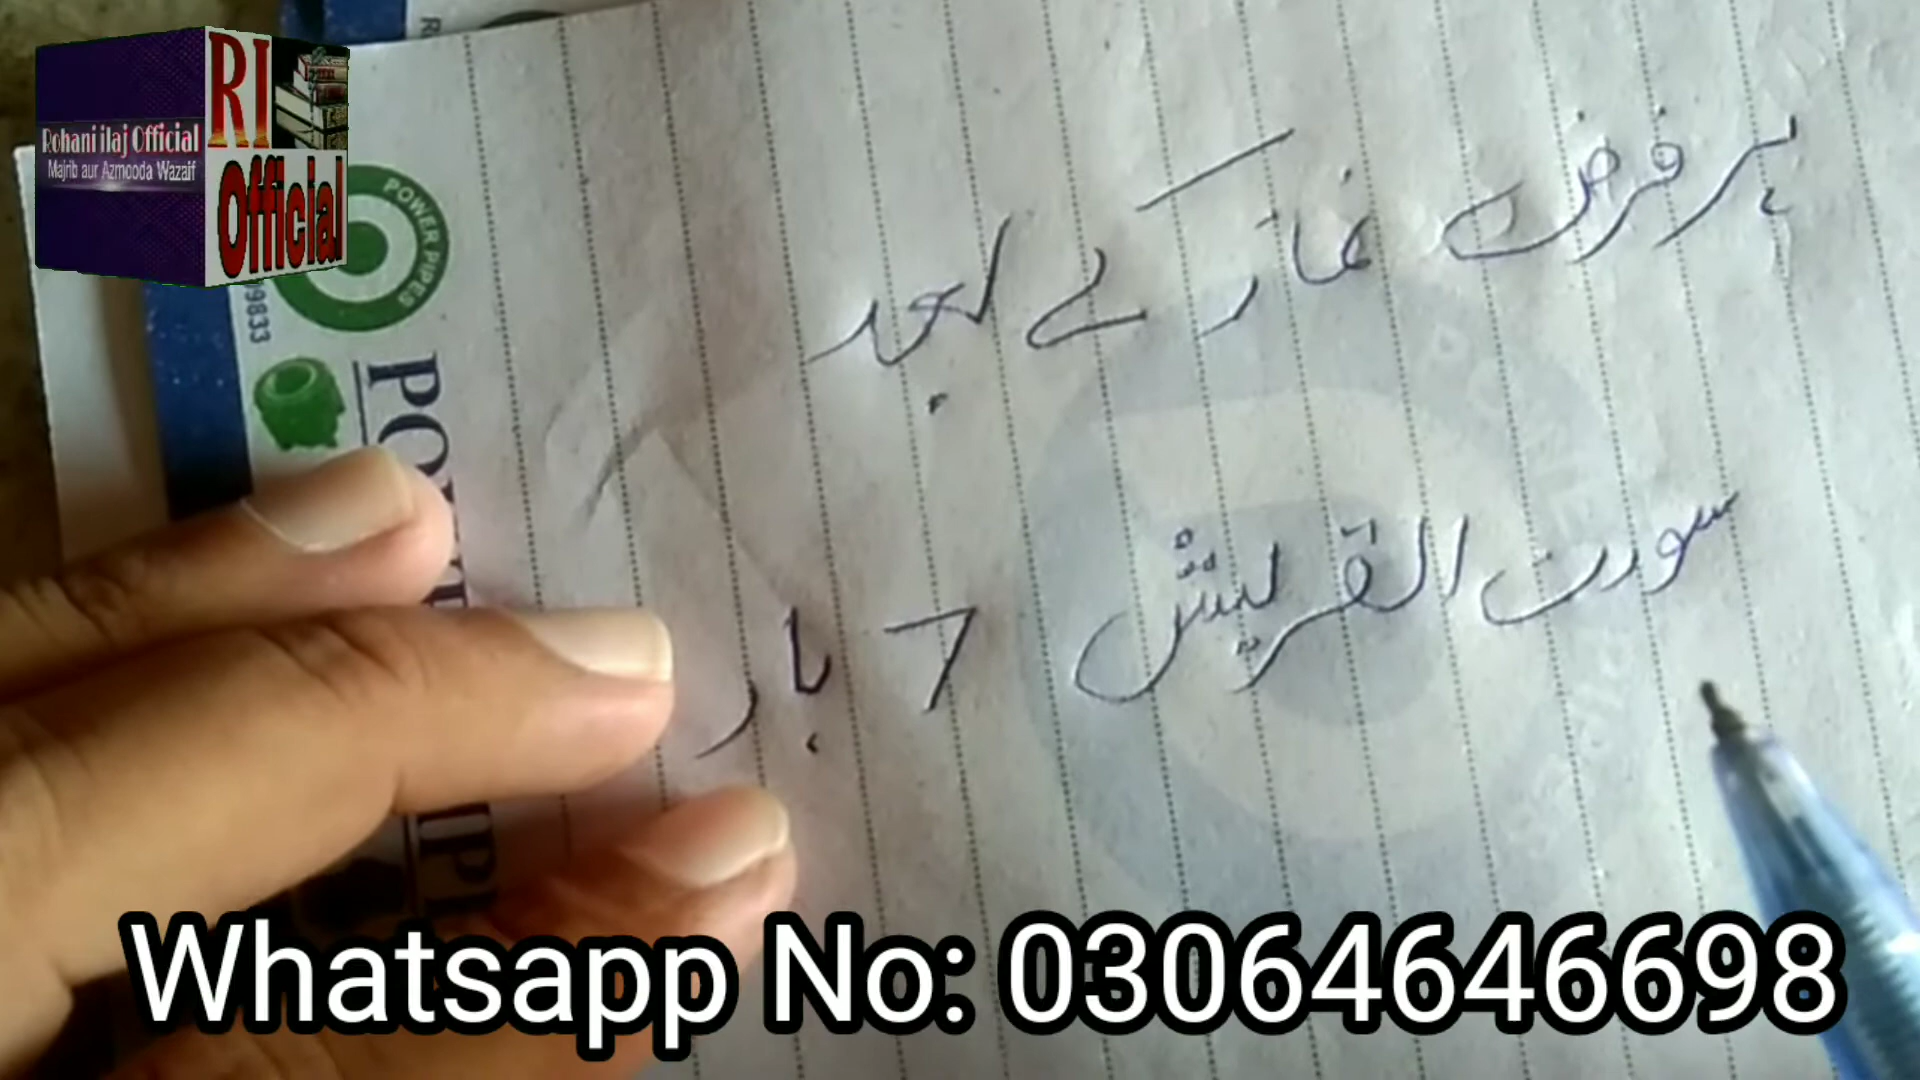 RI
Rohani ilaj Official
Majrib aur Azmooda Wazaif
Official
POWER PIPES
9833
ہر فرض نماز کے بعد
سورت القریش 7 بار
Whatsapp No: 03064646698